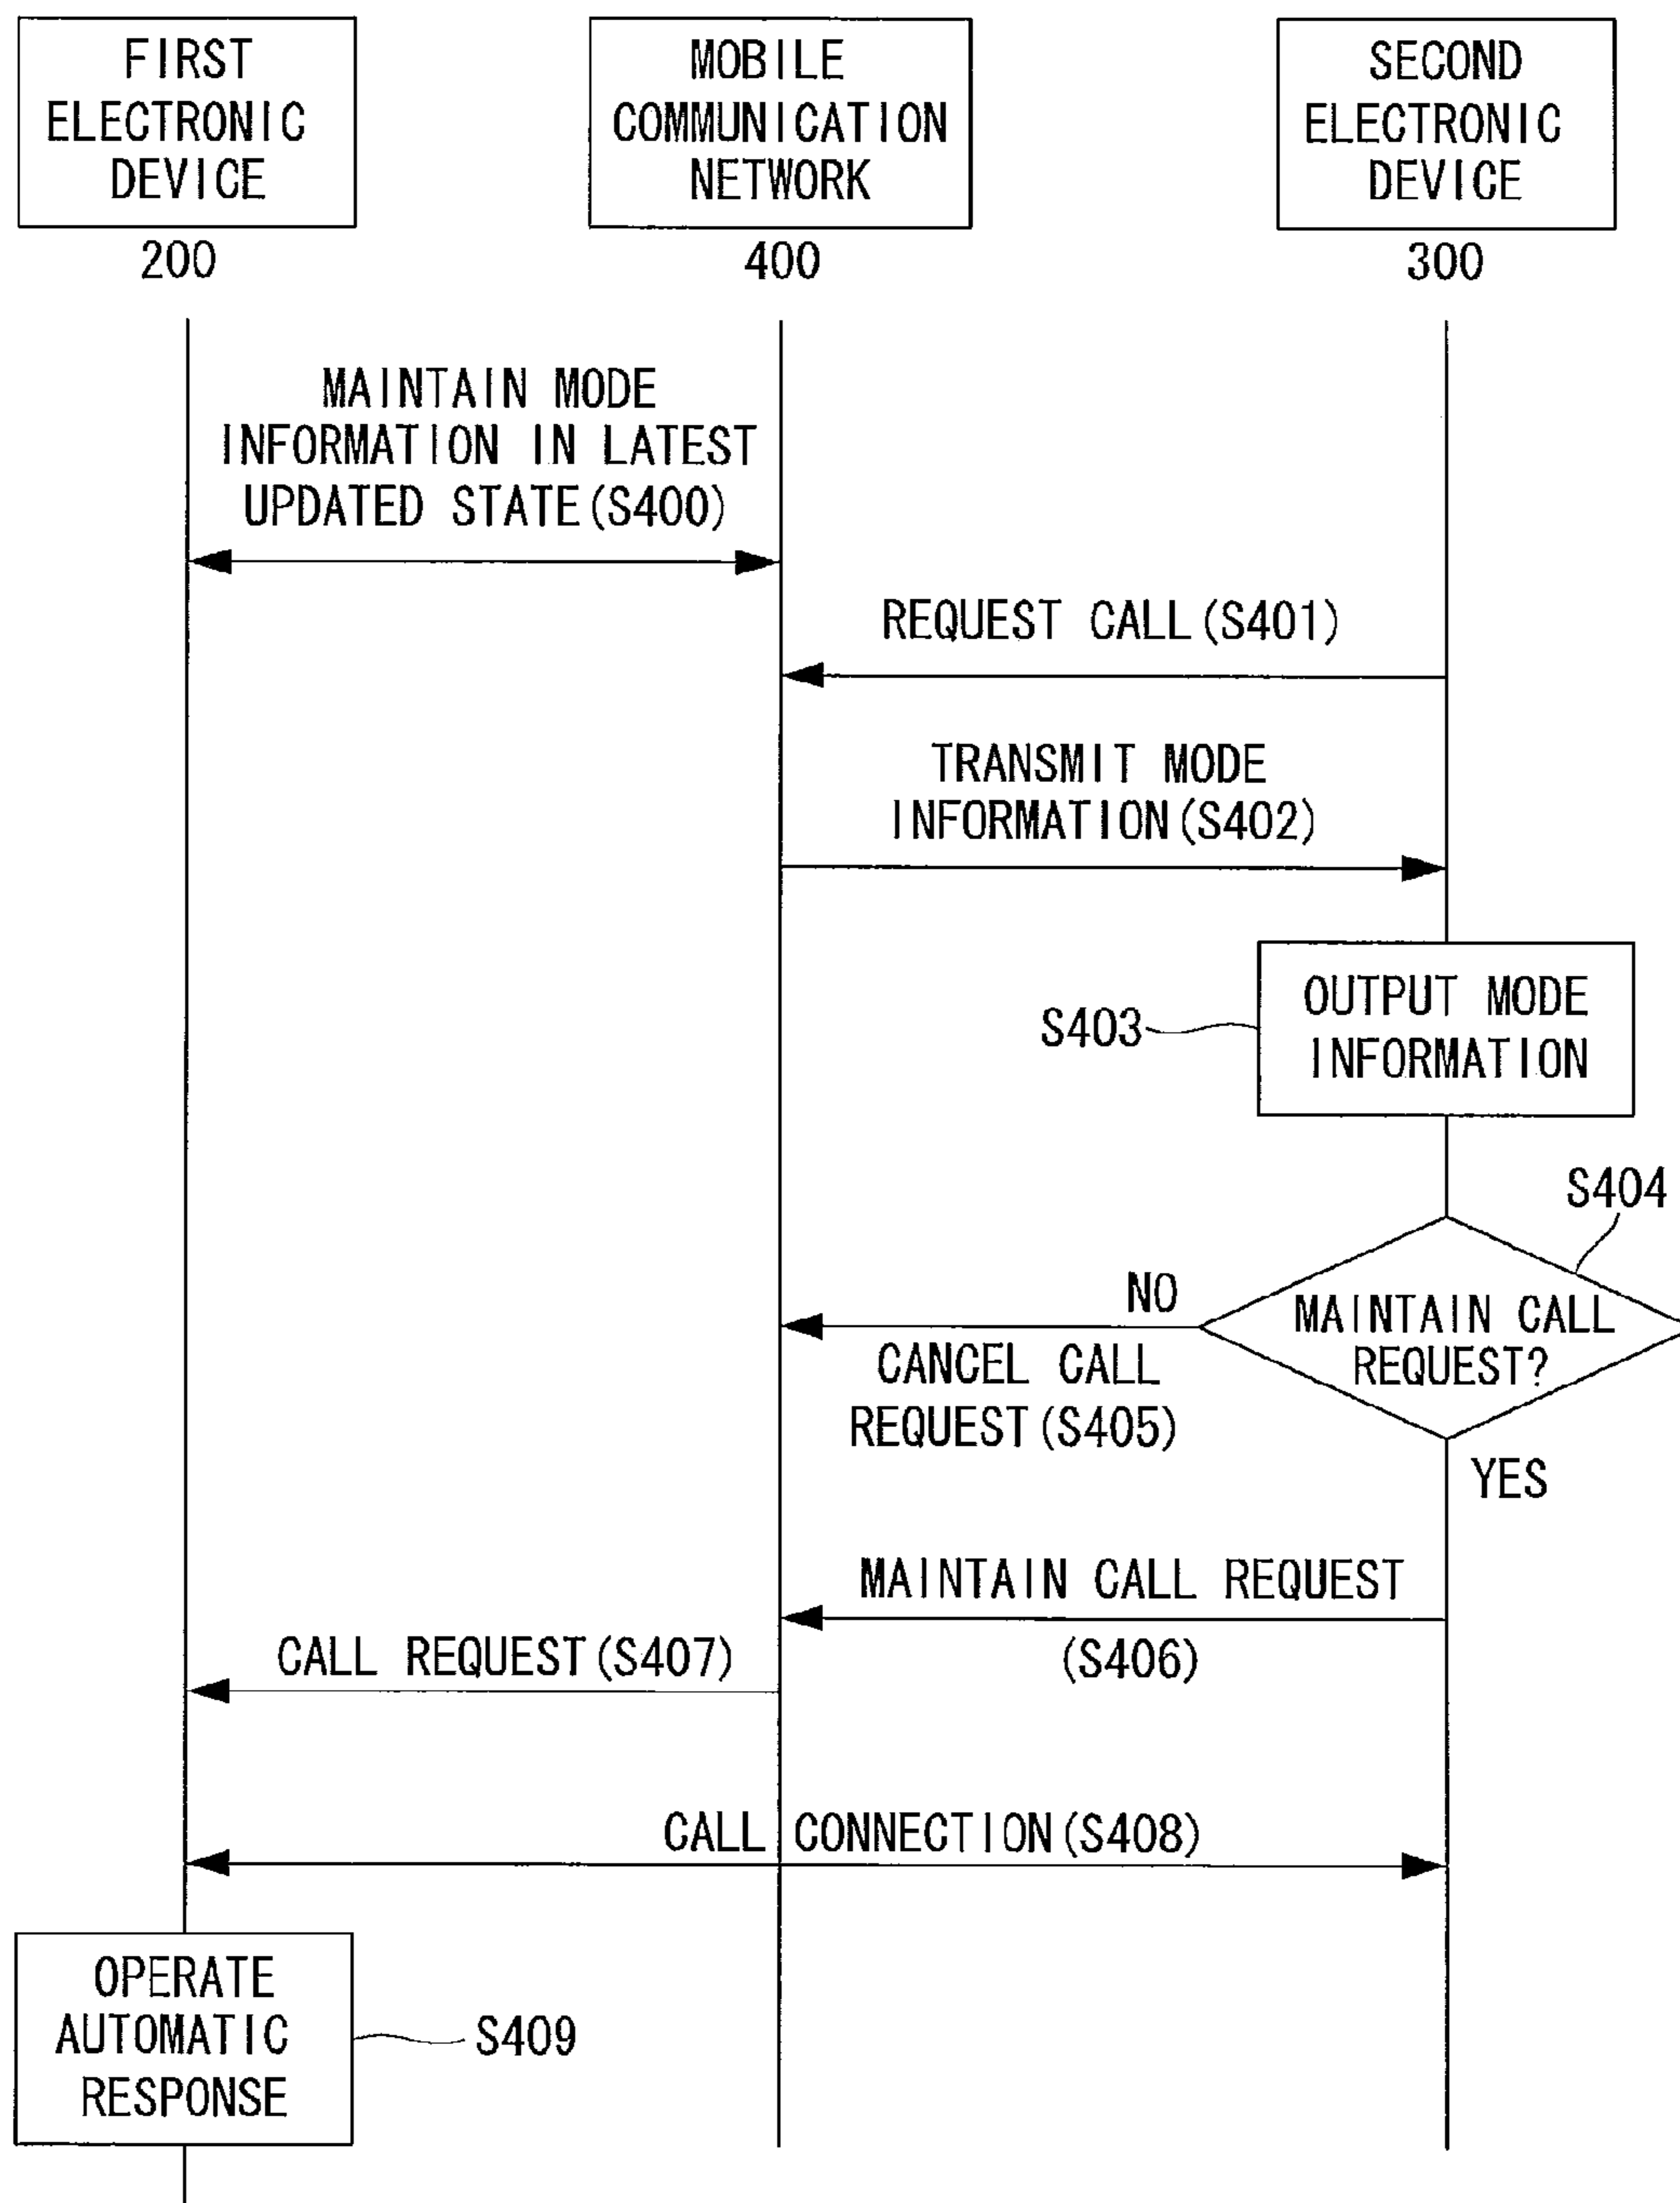 FIRST
ELECTRONIC
DEVICE
200
MOBILE
COMMUNICATION
NETWORK
400
SECOND
ELECTRONIC
DEVICE
300
MAINTAIN MODE
INFORMATION IN LATEST
UPDATED STATE(S400)
REQUEST CALL(S401)
TRANSMIT MODE
INFORMATION(S402)
S403
OUTPUT MODE
INFORMATION
S404
MAINTAIN CALL
REQUEST?
NO
CANCEL CALL
REQUEST(S405)
YES
MAINTAIN CALL REQUEST
(S406)
CALL REQUEST(S407)
CALL CONNECTION(S408)
OPERATE
AUTOMATIC
RESPONSE
S409